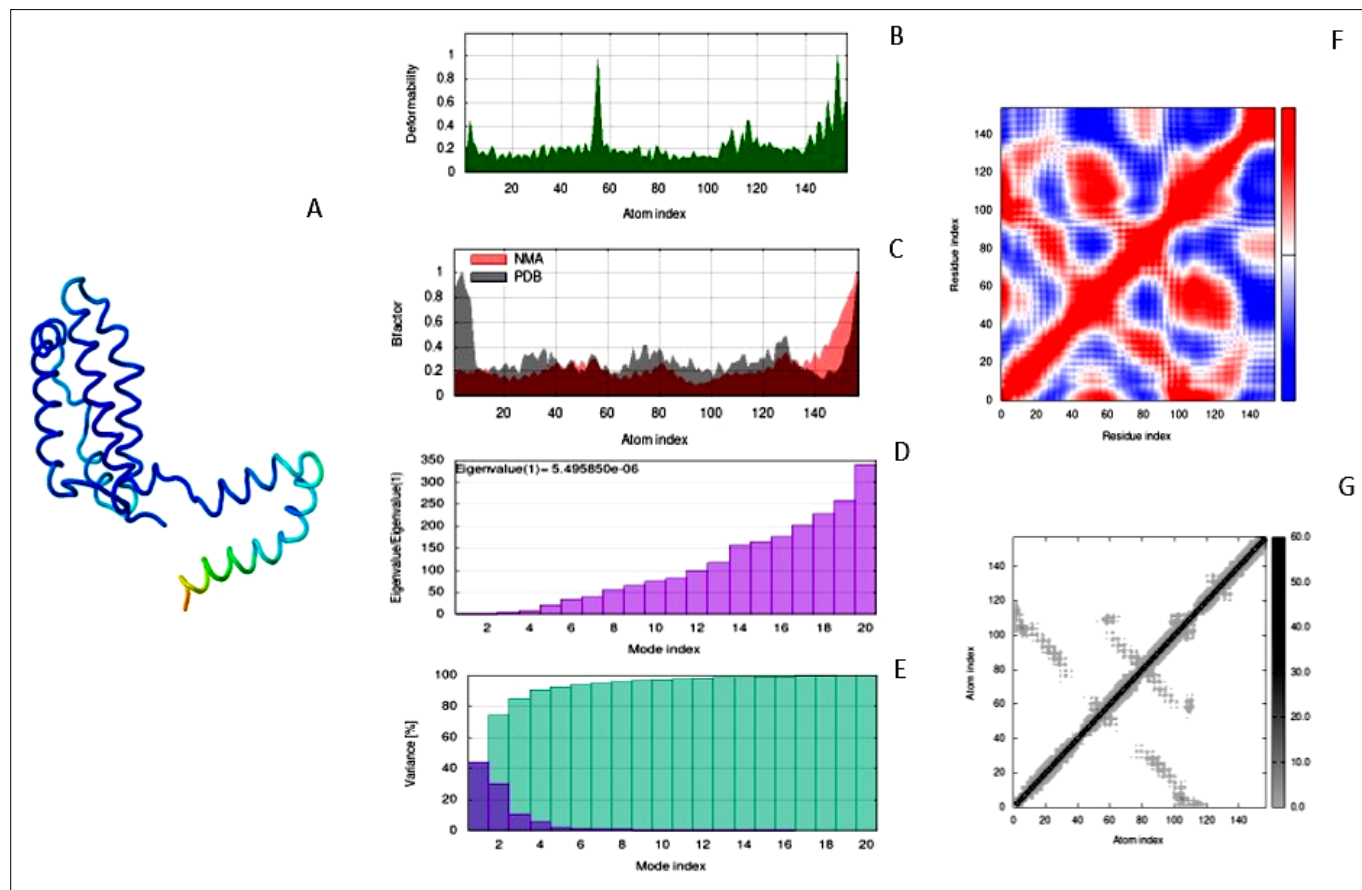 A
B
Deformability
1
0.8
0.6
0.4
0.2
0
20 40 60 80 100 120 140
Atom index
C
NMA
PDB
Bfactor
1
0.8
0.6
0.4
0.2
0
20 40 60 80 100 120 140
Atom index
D
Eigenvalue(1)= 5.495850e-06
Eigenvalue/Eigenvalue(1)
350
300
250
200
150
100
50
0
2 4 6 8 10 12 14 16 18 20
Mode index
E
Variance [%]
100
80
60
40
20
0
2 4 6 8 10 12 14 16 18 20
Mode index
F
Residue index
140
120
100
80
60
40
20
0
0 20 40 60 80 100 120 140
Residue index
G
Atom index
140
120
100
80
60
40
20
0
0 20 40 60 80 100 120 140
Atom index
60.0
50.0
40.0
30.0
20.0
10.0
0.0